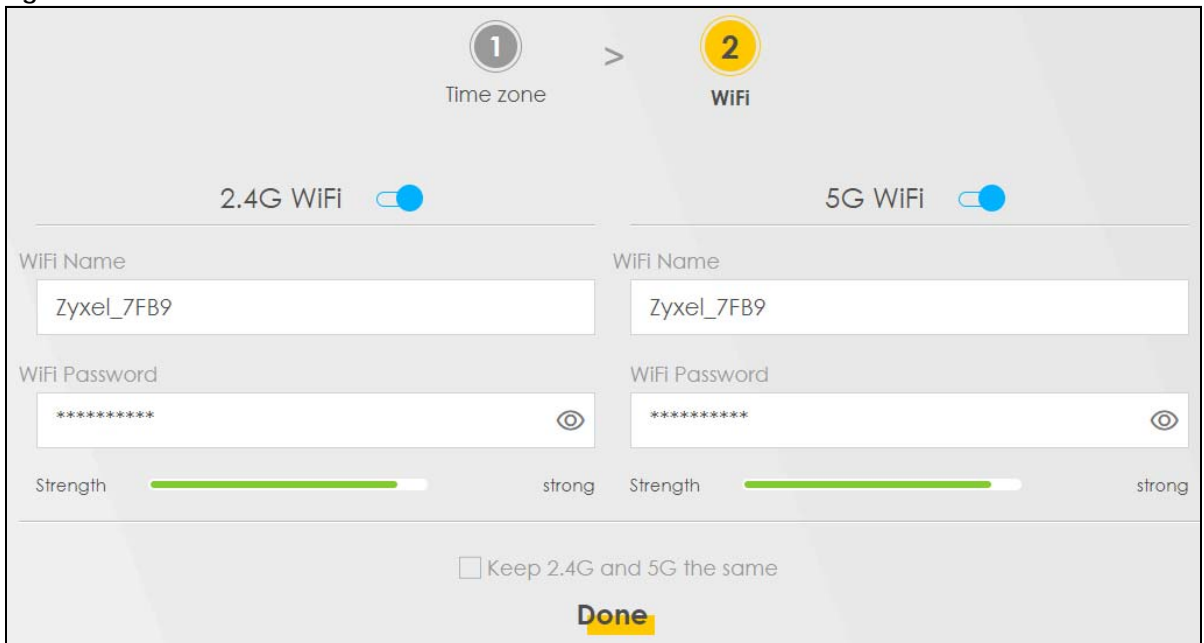 1 > 2
Time zone WiFi
2.4G WiFi 5G WiFi
WiFi Name WiFi Name
Zyxel_7FB9 Zyxel_7FB9
WiFi Password WiFi Password
********** **********
Strength strong Strength strong
Keep 2.4G and 5G the same
Done